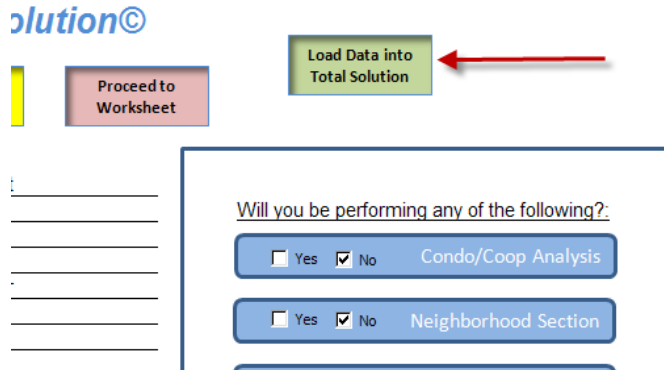 olution©
Load Data into
Total Solution
Proceed to
Worksheet
Will you be performing any of the following?:
Yes No Condo/Coop Analysis
Yes No Neighborhood Section